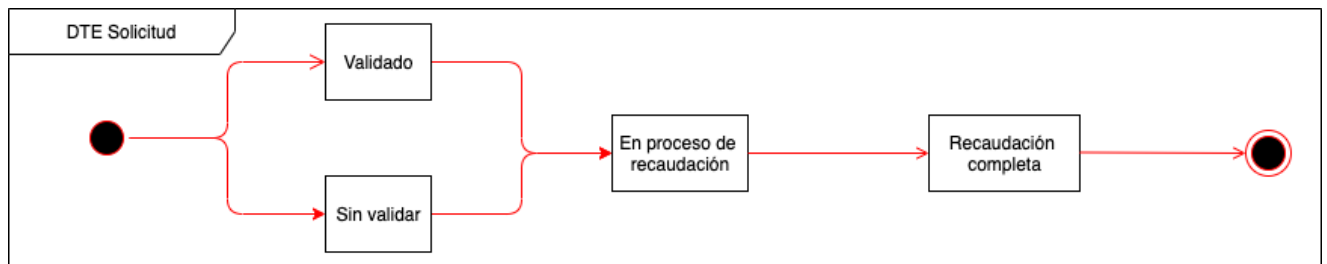 DTE Solicitud
Validado
Sin validar
En proceso de
recaudación
Recaudación
completa